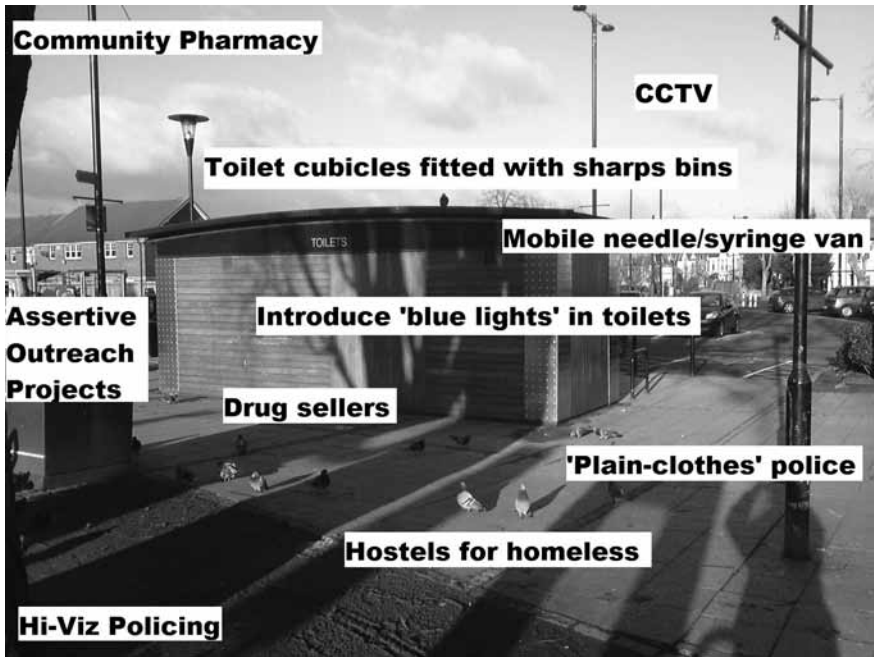 Community Pharmacy
CCTV
Toilet cubicles fitted with sharps bins
TOILETS
Mobile needle/syringe van
Assertive
Outreach
Projects
Introduce 'blue lights' in toilets
Drug sellers
'Plain-clothes' police
Hostels for homeless
Hi-Viz Policing